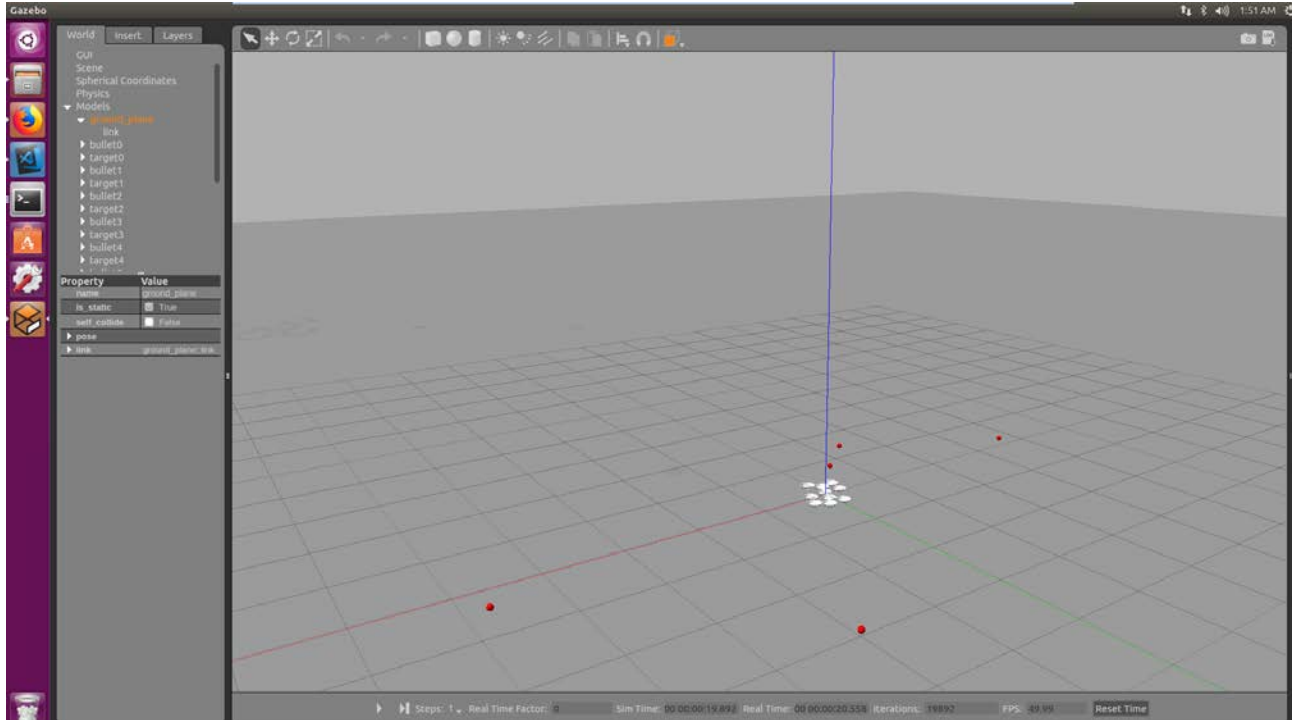 Gazebo
1:51 AM
World Insert Layers
GUI
Scene
Spherical Coordinates
Physics
Models
ground_plane
link
bullet0
target0
bullet1
target1
bullet2
target2
bullet3
target3
bullet4
target4
Property Value
name ground_plane
is_static True
self_collide False
pose
link ground_plane::link
Steps: 1 Real Time Factor: 0 Sim Time: 00 00:00:19.892 Real Time: 00 00:00:20.558 Iterations: 19892 FPS: 49.99 Reset Time